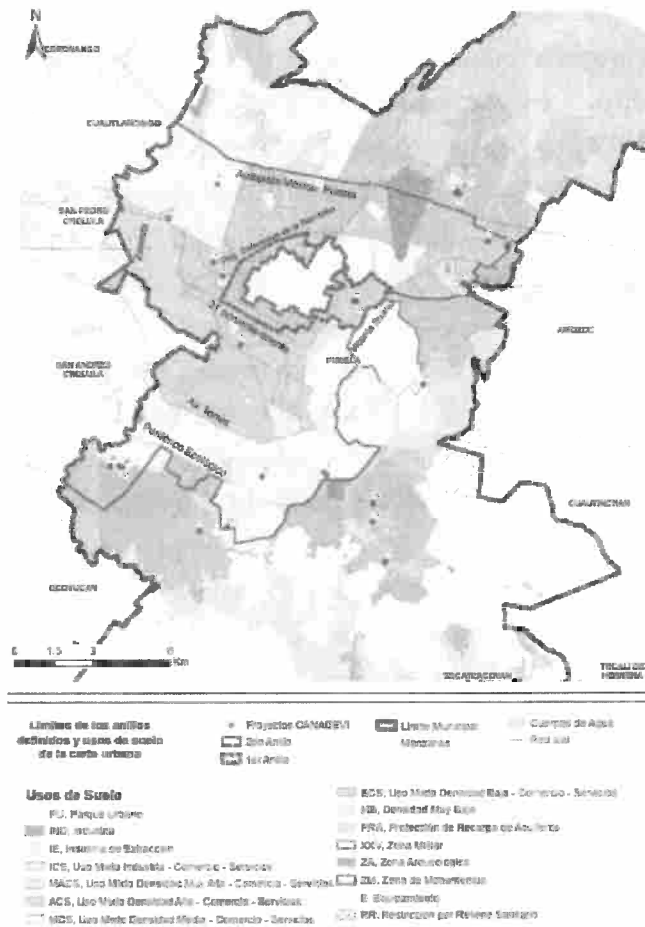 N
CORONANGO
CUAUTLANCINGO
Autopista México Puebla
SAN PEDRO
CHOLULA
AMOZOC
PUEBLA
SAN ANDRES
CHOLULA
Av. Torres
Periférico Ecológico
CUAUTINCHAN
OCOYUCAN
0 1.5 3 6
Km
TZICATLACOYAN
TECALI DE
HERRERA
Límites de los anillos
definidos y usos de suelo
de la carta urbana
Proyectos CANADEVI
2do Anillo
1er Anillo
Límite Municipal
Manzanas
Cuerpos de Agua
Red vial
Usos de Suelo
PU, Parque Urbano
IND, Industria
IE, Industria de Extracción
ICS, Uso Mixto Industria - Comercio - Servicios
MACS, Uso Mixto Densidad Muy Alta - Comercio - Servicios
ACS, Uso Mixto Densidad Alta - Comercio - Servicios
MCS, Uso Mixto Densidad Media - Comercio - Servicios
BCS, Uso Mixto Densidad Baja - Comercio - Servicios
MB, Densidad Muy Baja
PRA, Protección de Recarga de Acuíferos
XXV, Zona Militar
ZA, Zona Arqueológica
ZM, Zona de Monumentos
E, Equipamiento
RR, Restricción por Relleno Sanitario